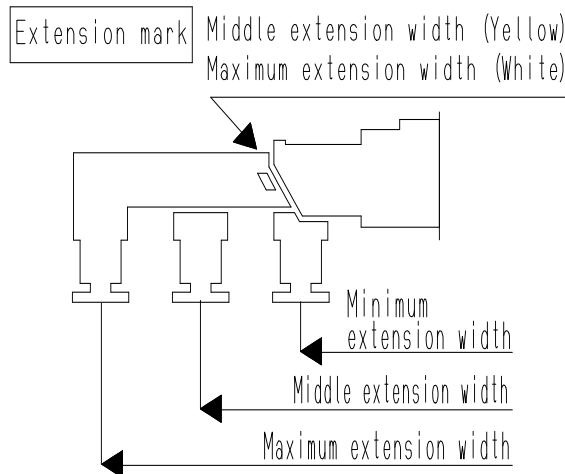 Extension mark
Middle extension width (Yellow)
Maximum extension width (White)
Minimum
extension width
Middle extension width
Maximum extension width